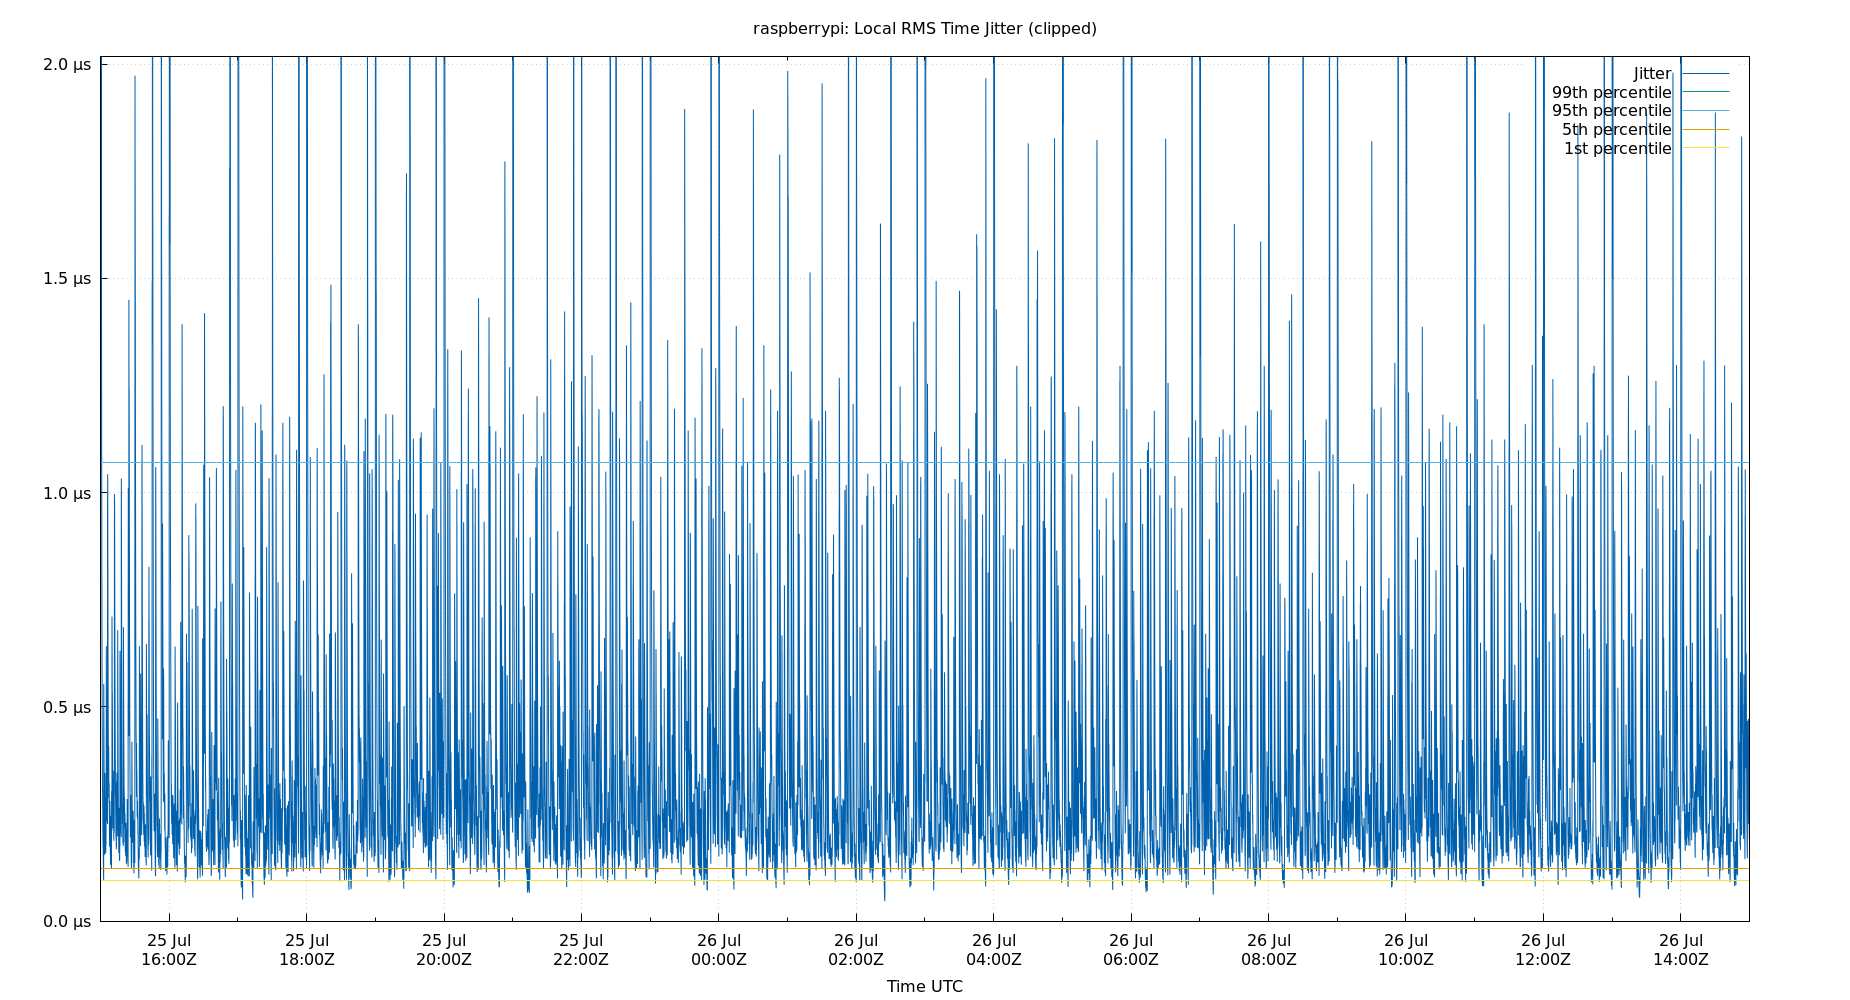 raspberrypi: Local RMS Time Jitter (clipped)
2.0 μs
1.5 μs
1.0 μs
0.5 μs
0.0 μs
Jitter
99th percentile
95th percentile
5th percentile
1st percentile
25 Jul 25 Jul 25 Jul 25 Jul 26 Jul 26 Jul 26 Jul 26 Jul 26 Jul 26 Jul 26 Jul 26 Jul
16:00Z 18:00Z 20:00Z 22:00Z 00:00Z 02:00Z 04:00Z 06:00Z 08:00Z 10:00Z 12:00Z 14:00Z
Time UTC